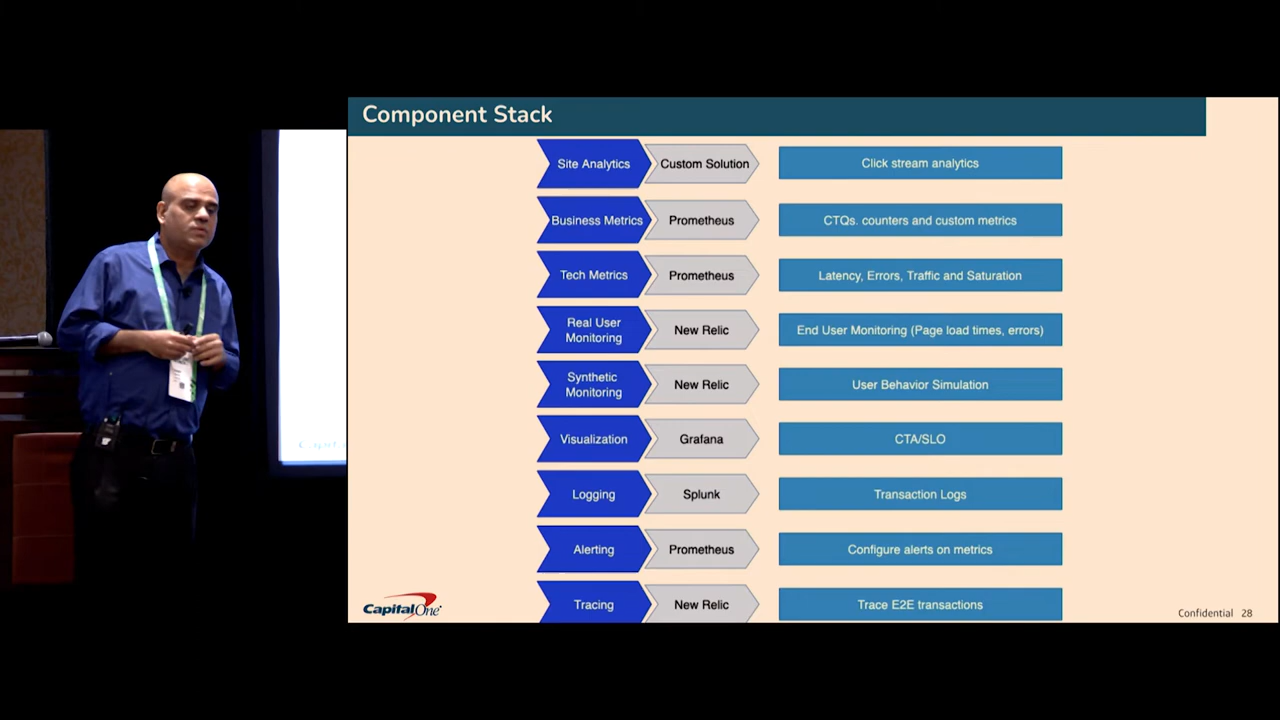 Component Stack
Site Analytics
Custom Solution
Click stream analytics
Business Metrics
Prometheus
CTQs. counters and custom metrics
Tech Metrics
Prometheus
Latency, Errors, Traffic and Saturation
Real User
Monitoring
New Relic
End User Monitoring (Page load times, errors)
Synthetic
Monitoring
New Relic
User Behavior Simulation
Visualization
Grafana
CTA/SLO
Logging
Splunk
Transaction Logs
Alerting
Prometheus
Configure alerts on metrics
Tracing
New Relic
Trace E2E transactions
Capital One
Confidential 28